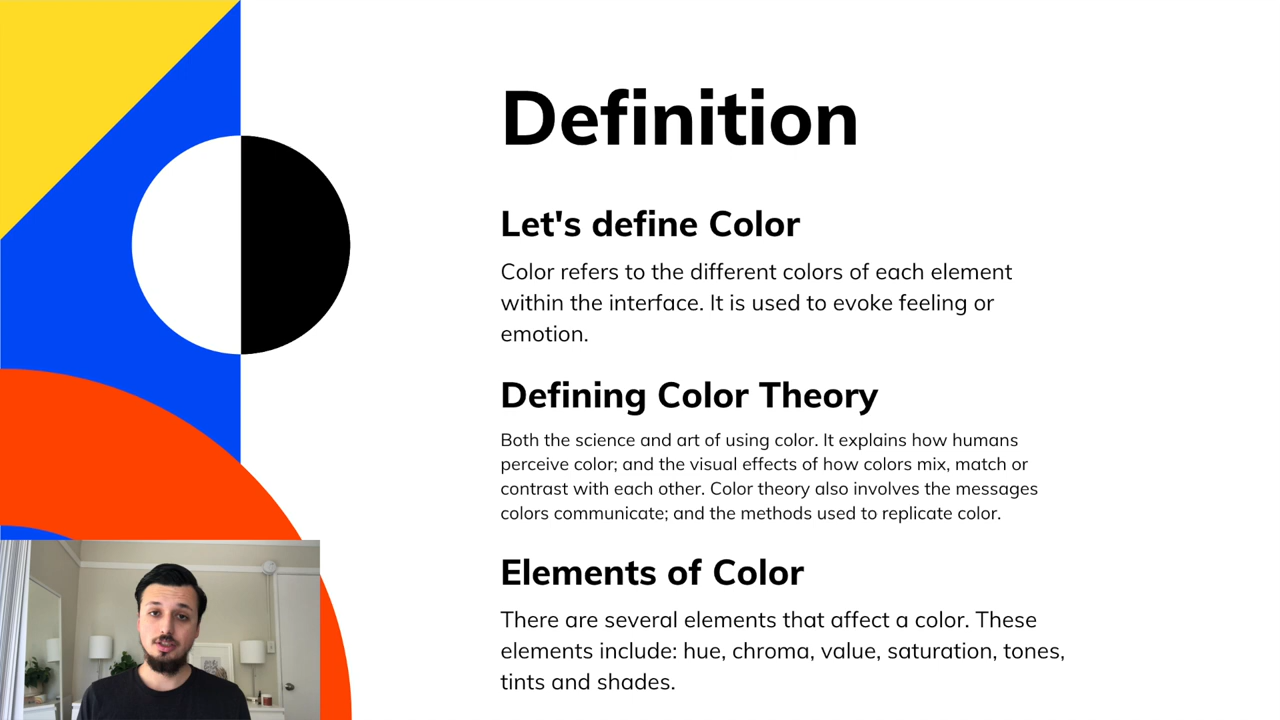 Definition
Let's define Color
Color refers to the different colors of each element
within the interface. It is used to evoke feeling or
emotion.
Defining Color Theory
Both the science and art of using color. It explains how humans
perceive color; and the visual effects of how colors mix, match or
contrast with each other. Color theory also involves the messages
colors communicate; and the methods used to replicate color.
Elements of Color
There are several elements that affect a color. These
elements include: hue, chroma, value, saturation, tones,
tints and shades.